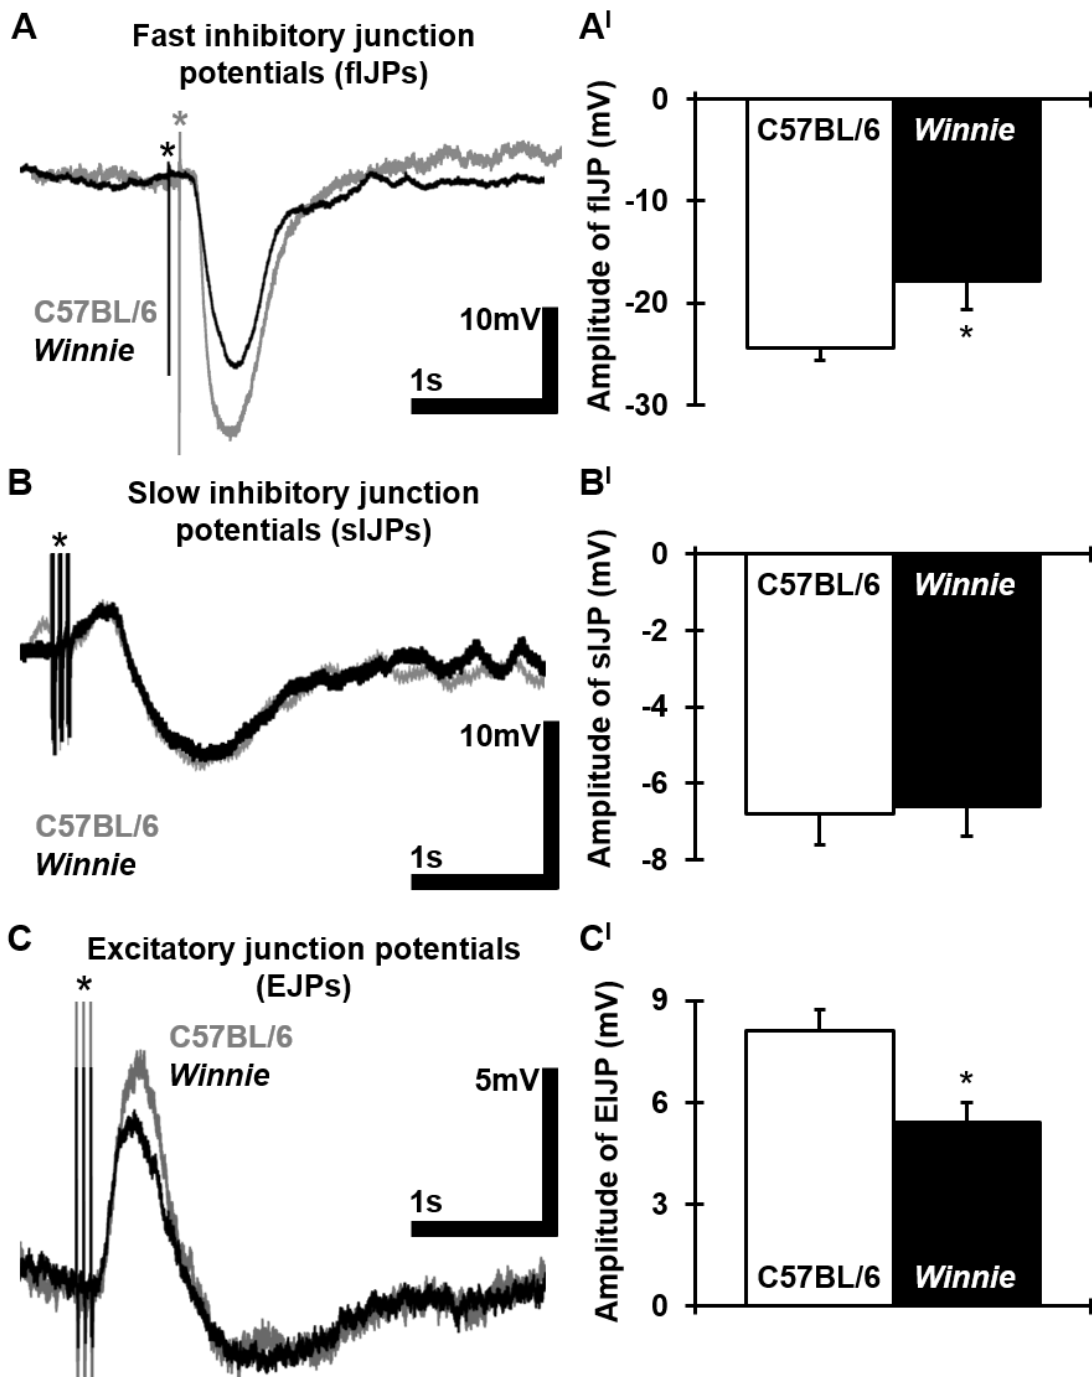 A
Fast inhibitory junction
potentials (fIJPs)
*
*
C57BL/6
Winnie
10mV
1s
A^I
Amplitude of fIJP (mV)
0
-10
-20
-30
C57BL/6
Winnie
*
B
Slow inhibitory junction
potentials (sIJPs)
*
C57BL/6
Winnie
10mV
1s
B^I
Amplitude of sIJP (mV)
0
-2
-4
-6
-8
C57BL/6
Winnie
C
Excitatory junction potentials
(EJPs)
*
C57BL/6
Winnie
5mV
1s
C^I
Amplitude of EIJP (mV)
9
6
3
0
*
C57BL/6
Winnie